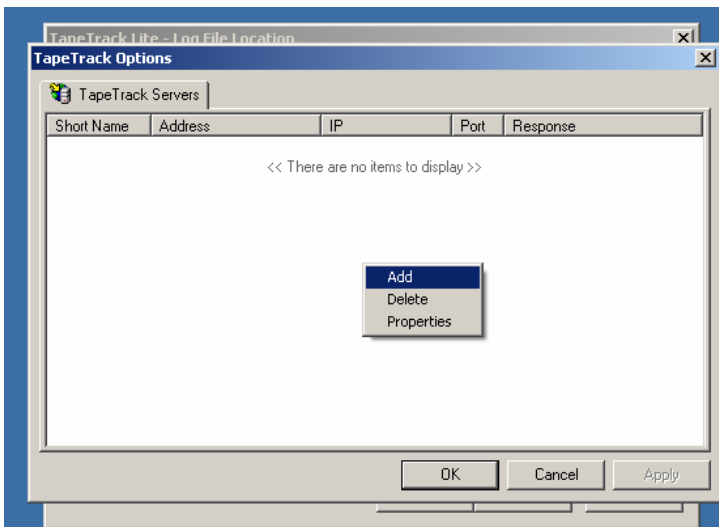 TapeTrack Lite - Log File Location
TapeTrack Options
TapeTrack Servers
Short Name Address IP Port Response
<< There are no items to display >>
Add
Delete
Properties
OK Cancel Apply